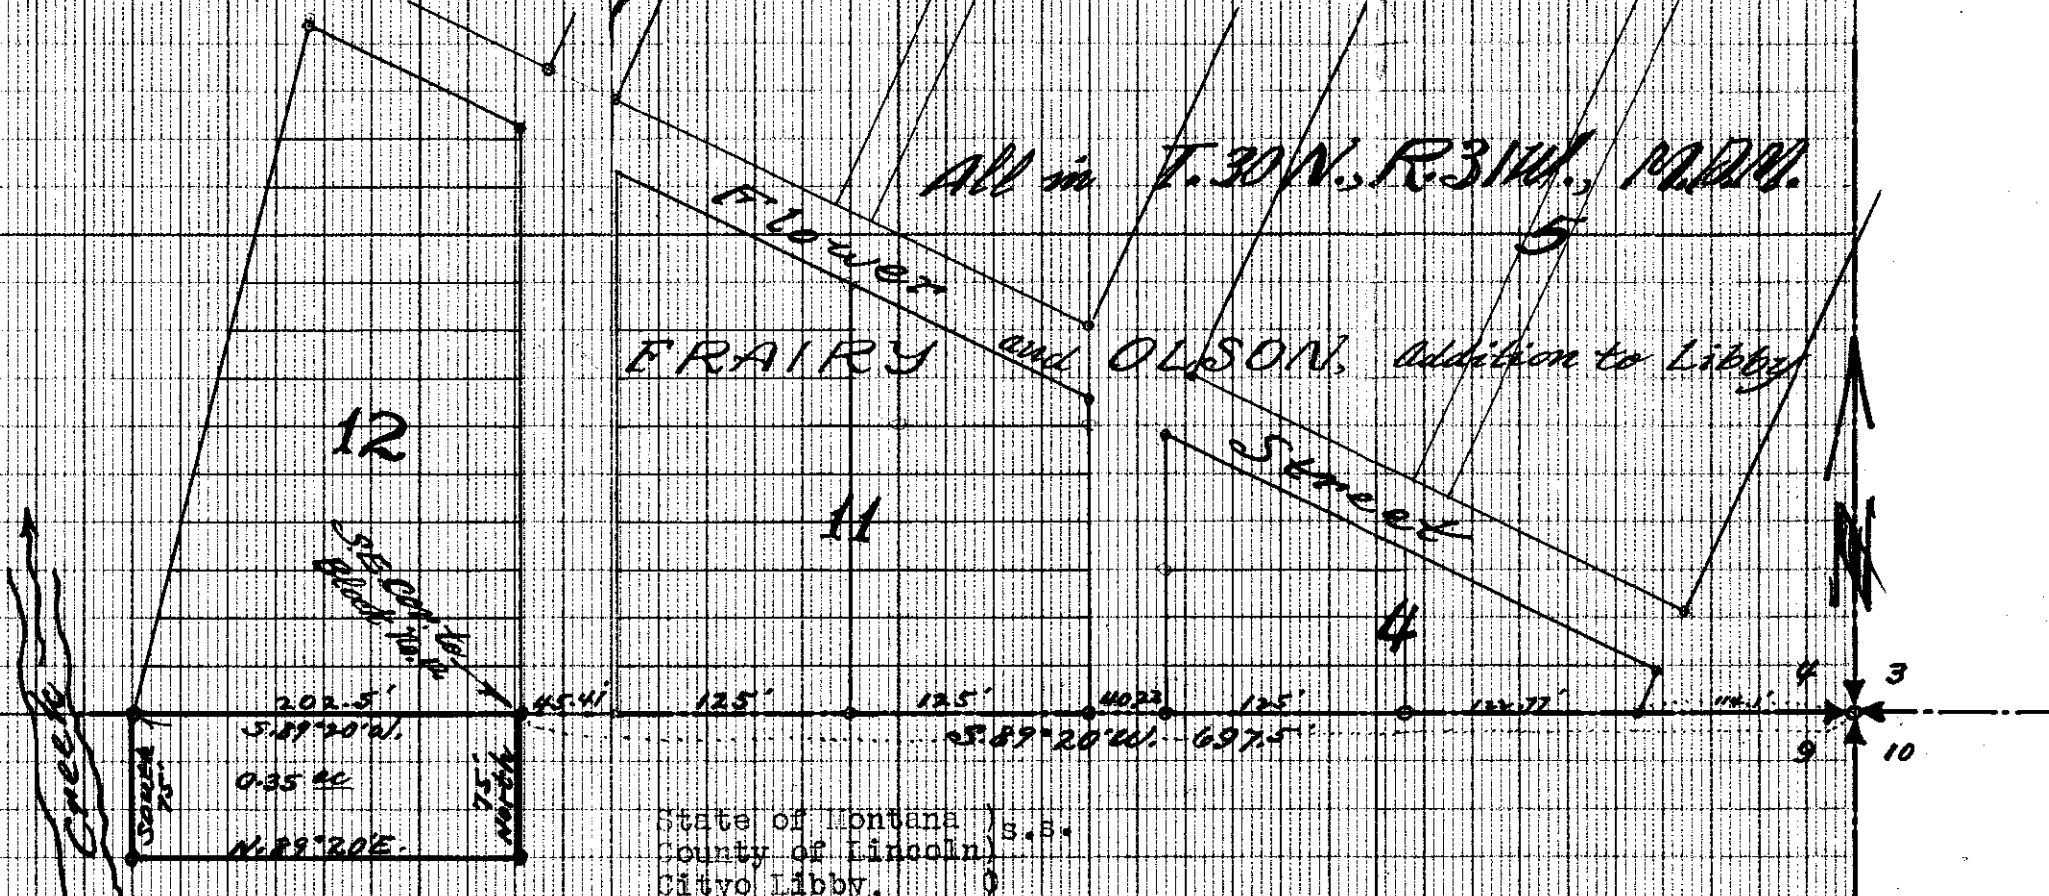 All in T.30N., R.31W., M.P.M.
Flower
5
FRAIRY and OLSON, Addition to Libby
12
Street
11
S.E. Cor. to
Block No.
4
N
Creek
202.5' 45.41' 125' 125' 40.23 125' 122.77' 114.1'
S.89°20'W. S.89°20'W. 697.5'
4 3
9 10
South
75'
0.35 ac
75'
North
N.89°20'E.
State of Montana )s.s.
County of Lincoln)
Cityo Libby. )